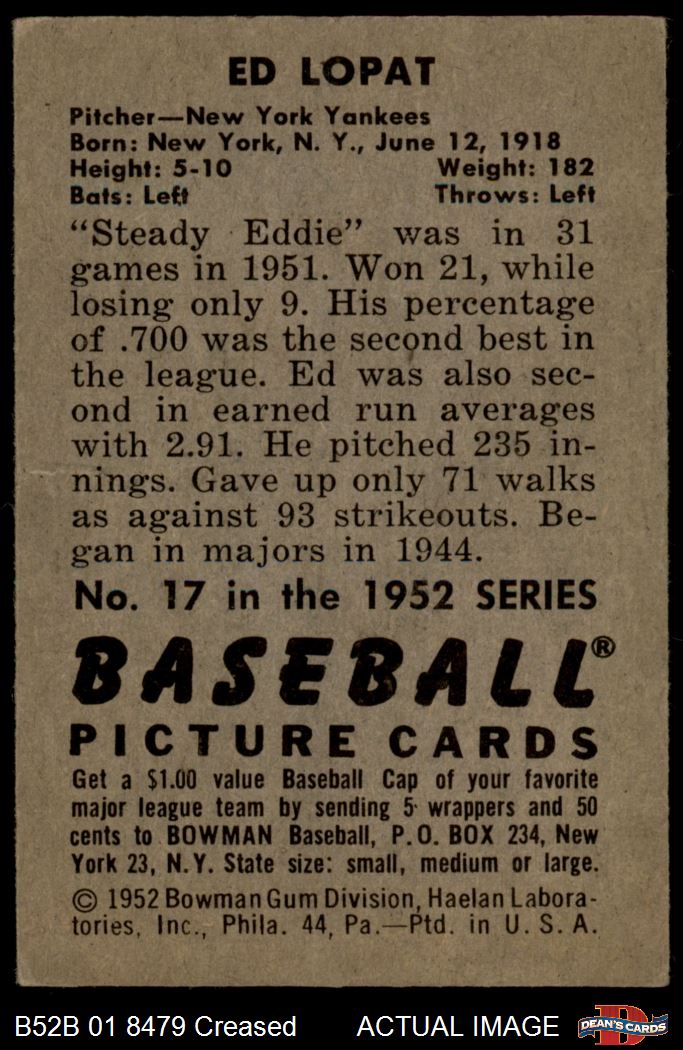 ED LOPAT
Pitcher—New York Yankees
Born: New York, N. Y., June 12, 1918
Height: 5-10 Weight: 182
Bats: Left Throws: Left
"Steady Eddie" was in 31
games in 1951. Won 21, while
losing only 9. His percentage
of .700 was the second best in
the league. Ed was also sec-
ond in earned run averages
with 2.91. He pitched 235 in-
nings. Gave up only 71 walks
as against 93 strikeouts. Be-
gan in majors in 1944.
No. 17 in the 1952 SERIES
BASEBALL®
PICTURE CARDS
Get a $1.00 value Baseball Cap of your favorite
major league team by sending 5 wrappers and 50
cents to BOWMAN Baseball, P.O. BOX 234, New
York 23, N.Y. State size: small, medium or large.
© 1952 Bowman Gum Division, Haelan Labora-
tories, Inc., Phila. 44, Pa.—Ptd. in U. S. A.
B52B 01 8479 Creased ACTUAL IMAGE
D
DEAN'S CARDS